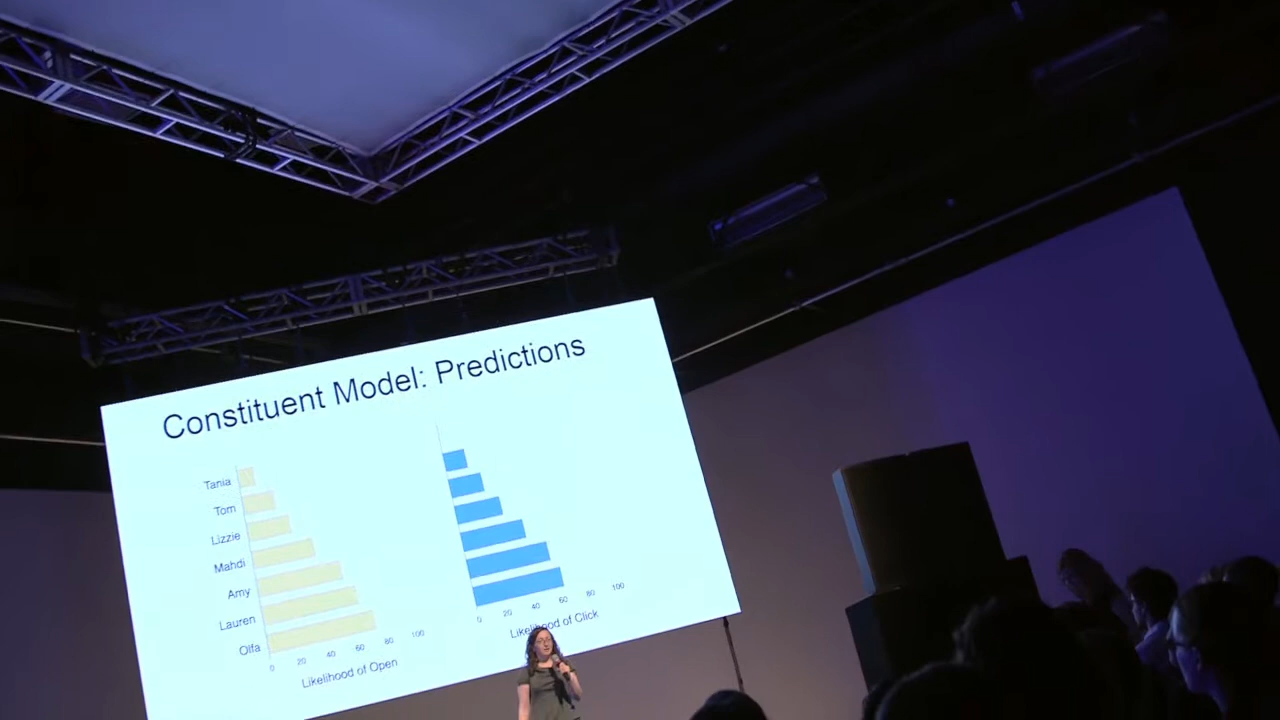 Constituent Model: Predictions
Tania
Tom
Lizzie
Mahdi
Amy
Lauren
Olfa
0 20 40 60 80 100
Likelihood of Open
0 20 40 60 80 100
Likelihood of Click